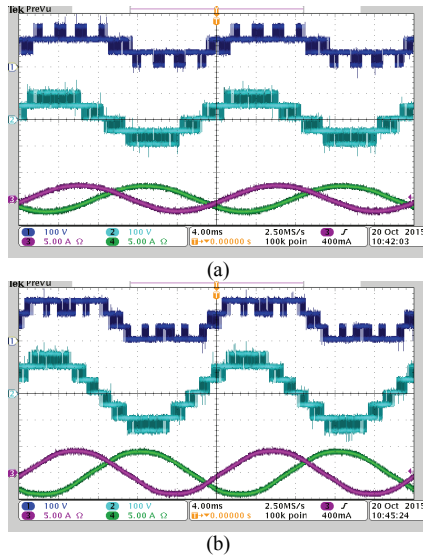 Tek PreVu
1
2
3
1 100 V 2 100 V 4.00ms 2.50MS/s 3 20 Oct 2015
3 5.00 A Ω 4 5.00 A Ω 0.00000 s 100k poin 400mA 10:42:03
(a)
Tek PreVu
1
2
3
1 100 V 2 100 V 4.00ms 2.50MS/s 3 20 Oct 2015
3 5.00 A Ω 4 5.00 A Ω 0.00000 s 100k poin 400mA 10:45:24
(b)